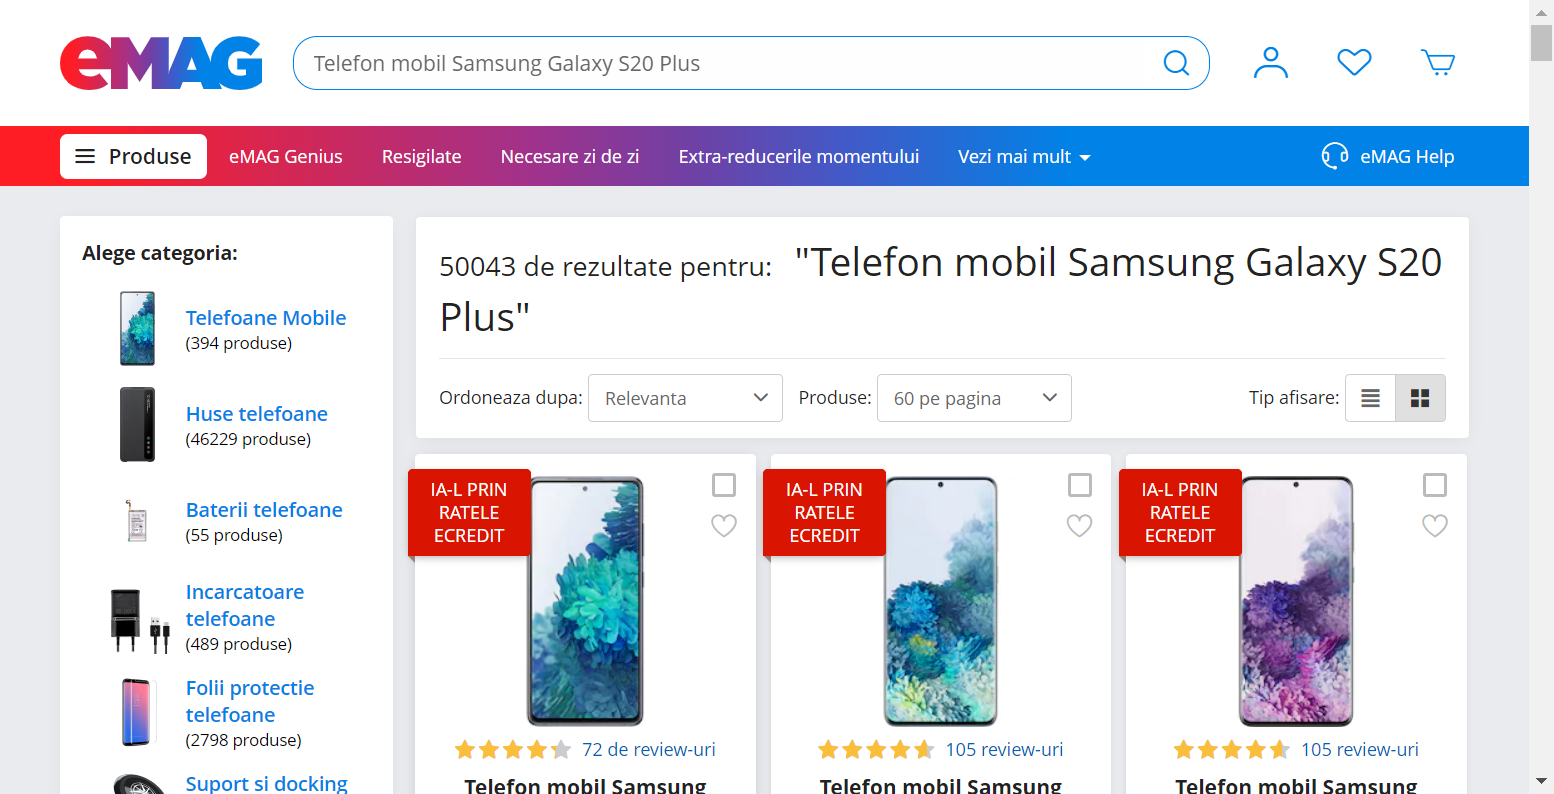 eMAG
Telefon mobil Samsung Galaxy S20 Plus
Produse
eMAG Genius
Resigilate
Necesare zi de zi
Extra-reducerile momentului
Vezi mai mult
eMAG Help
Alege categoria:
Telefoane Mobile
(394 produse)
Huse telefoane
(46229 produse)
Baterii telefoane
(55 produse)
Incarcatoare
telefoane
(489 produse)
Folii protectie
telefoane
(2798 produse)
Suport si docking
50043 de rezultate pentru: "Telefon mobil Samsung Galaxy S20
Plus"
Ordoneaza dupa: Relevanta
Produse: 60 pe pagina
Tip afisare:
IA-L PRIN
RATELE
ECREDIT
72 de review-uri
Telefon mobil Samsung
IA-L PRIN
RATELE
ECREDIT
105 review-uri
Telefon mobil Samsung
IA-L PRIN
RATELE
ECREDIT
105 review-uri
Telefon mobil Samsung